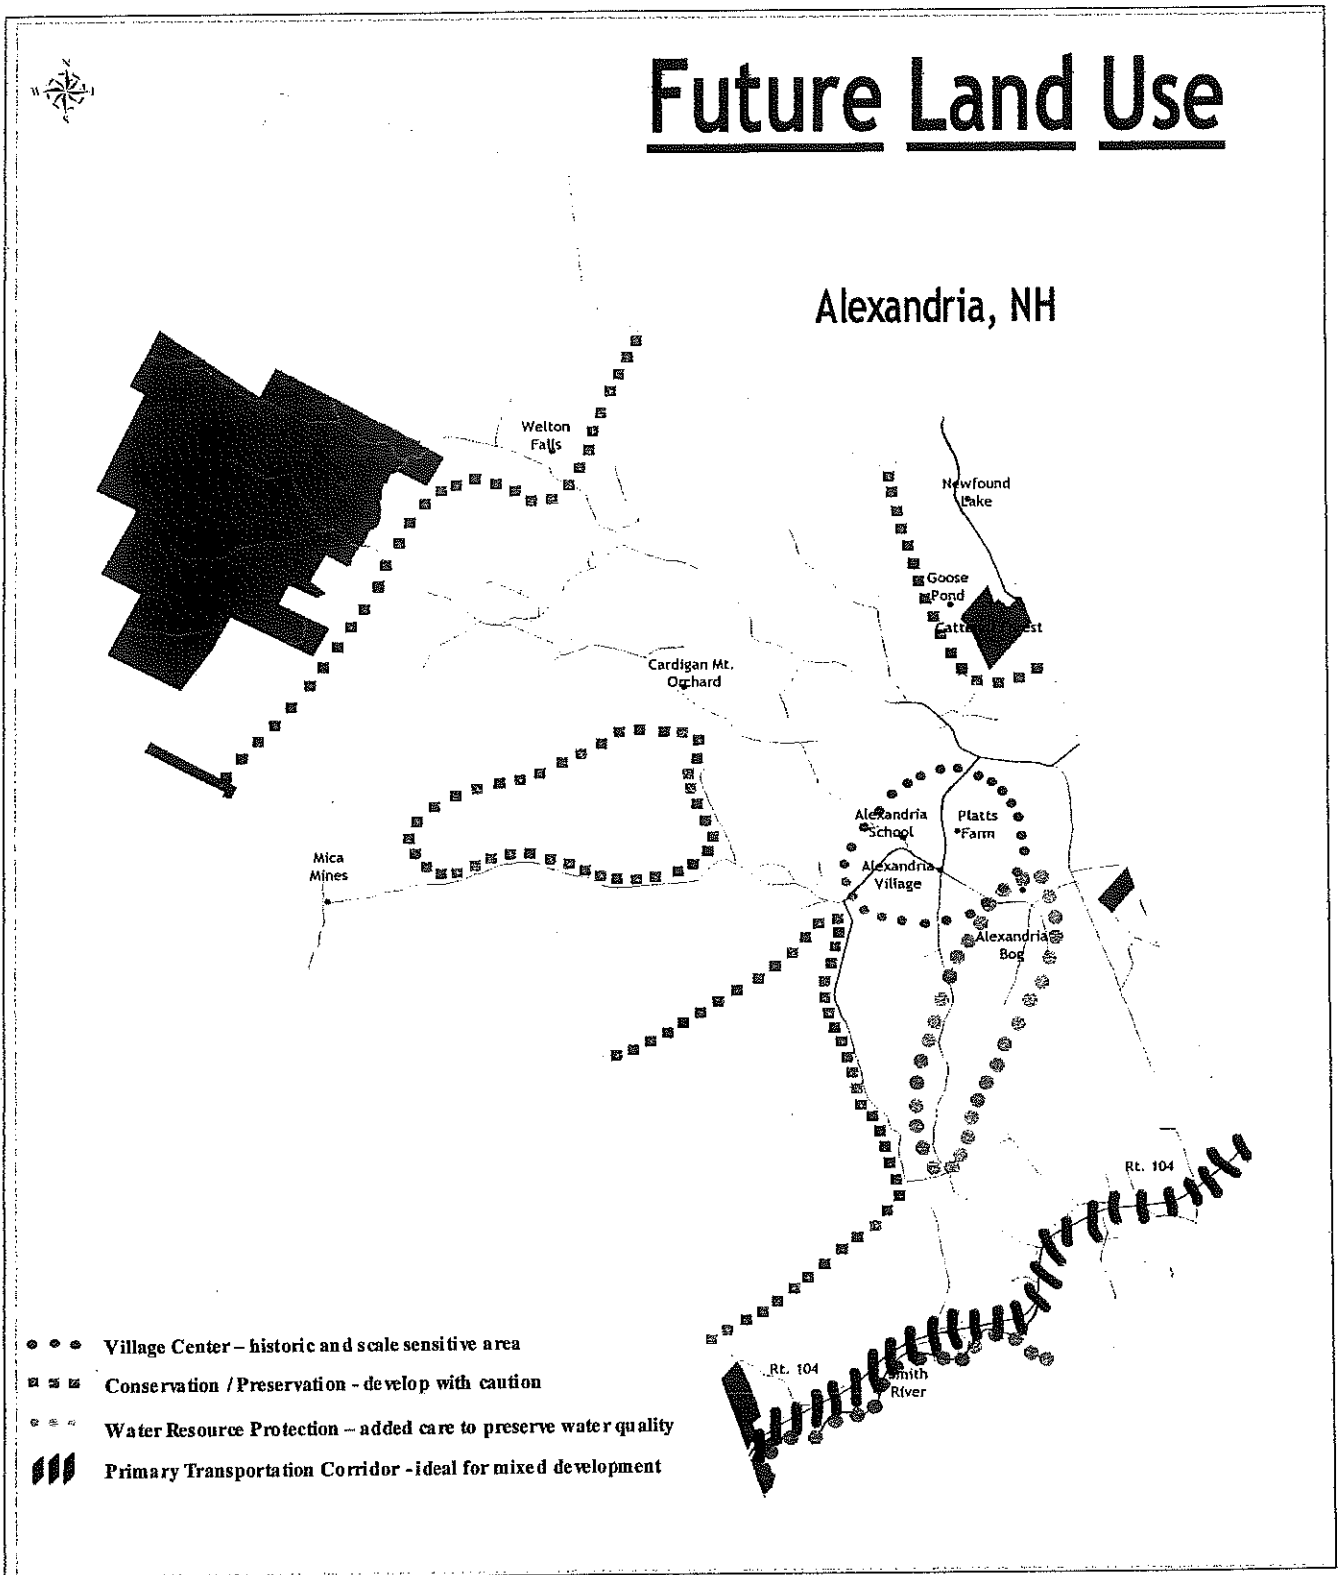 N
W
Future Land Use
Alexandria, NH
Welton
Falls
Newfound
Lake
Goose
Pond
Cardigan Mt.
Orchard
Alexandria
School
Platts
Farm
Mica
Mines
Alexandria
Village
Alexandria
Bog
Rt. 104
Rt. 104
Smith
River
Village Center – historic and scale sensitive area
Conservation / Preservation - develop with caution
Water Resource Protection – added care to preserve water quality
Primary Transportation Corridor - ideal for mixed development